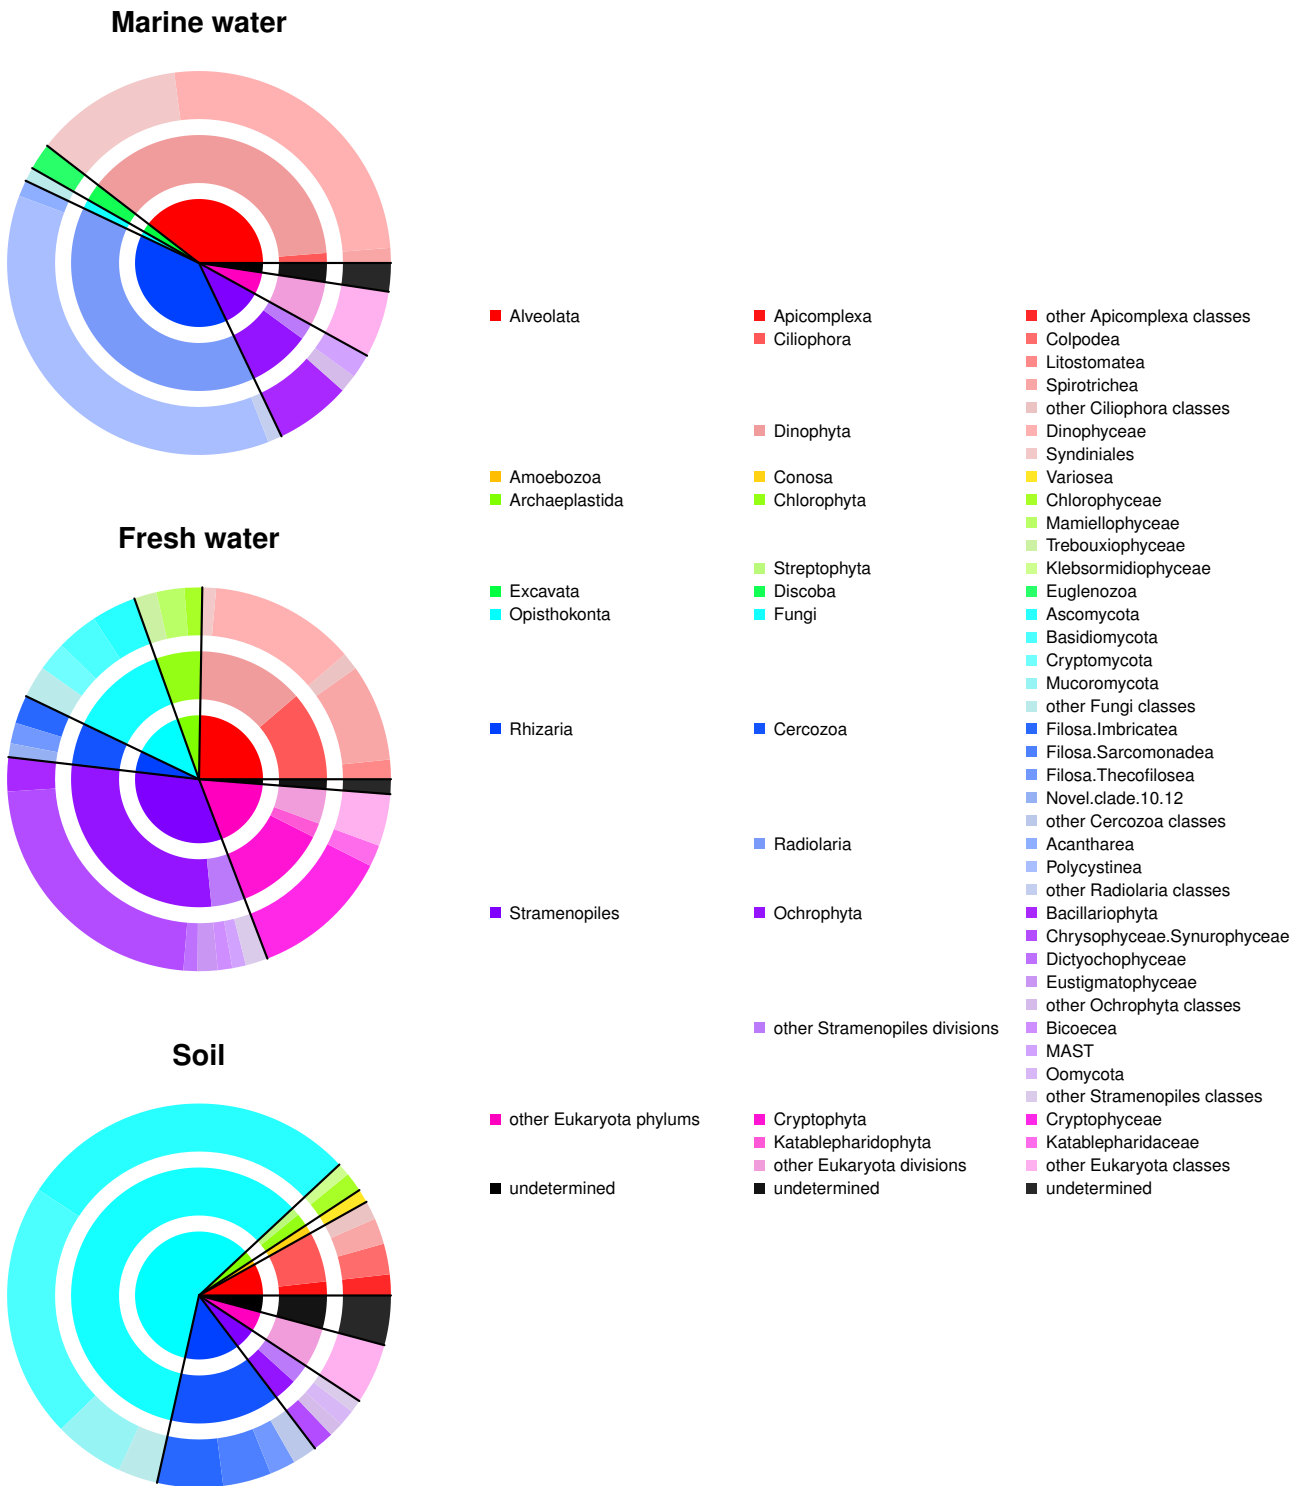 Marine water
Alveolata Apicomplexa other Apicomplexa classes
Ciliophora Colpodea
Litostomatea
Spirotrichea
other Ciliophora classes
Dinophyta Dinophyceae
Syndiniales
Amoebozoa Conosa Variosea
Archaeplastida Chlorophyta Chlorophyceae
Mamiellophyceae
Fresh water
Trebouxiophyceae
Streptophyta Klebsormidiophyceae
Excavata Discoba Euglenozoa
Opisthokonta Fungi Ascomycota
Basidiomycota
Cryptomycota
Mucoromycota
other Fungi classes
Rhizaria Cercozoa Filosa.Imbricatea
Filosa.Sarcomonadea
Filosa.Thecofilosea
Novel.clade.10.12
other Cercozoa classes
Radiolaria Acantharea
Polycystinea
other Radiolaria classes
Stramenopiles Ochrophyta Bacillariophyta
Chrysophyceae.Synurophyceae
Dictyochophyceae
Eustigmatophyceae
other Ochrophyta classes
other Stramenopiles divisions Bicoecea
Soil
MAST
Oomycota
other Stramenopiles classes
other Eukaryota phylums Cryptophyta Cryptophyceae
Katablepharidophyta Katablepharidaceae
other Eukaryota divisions other Eukaryota classes
undetermined undetermined undetermined